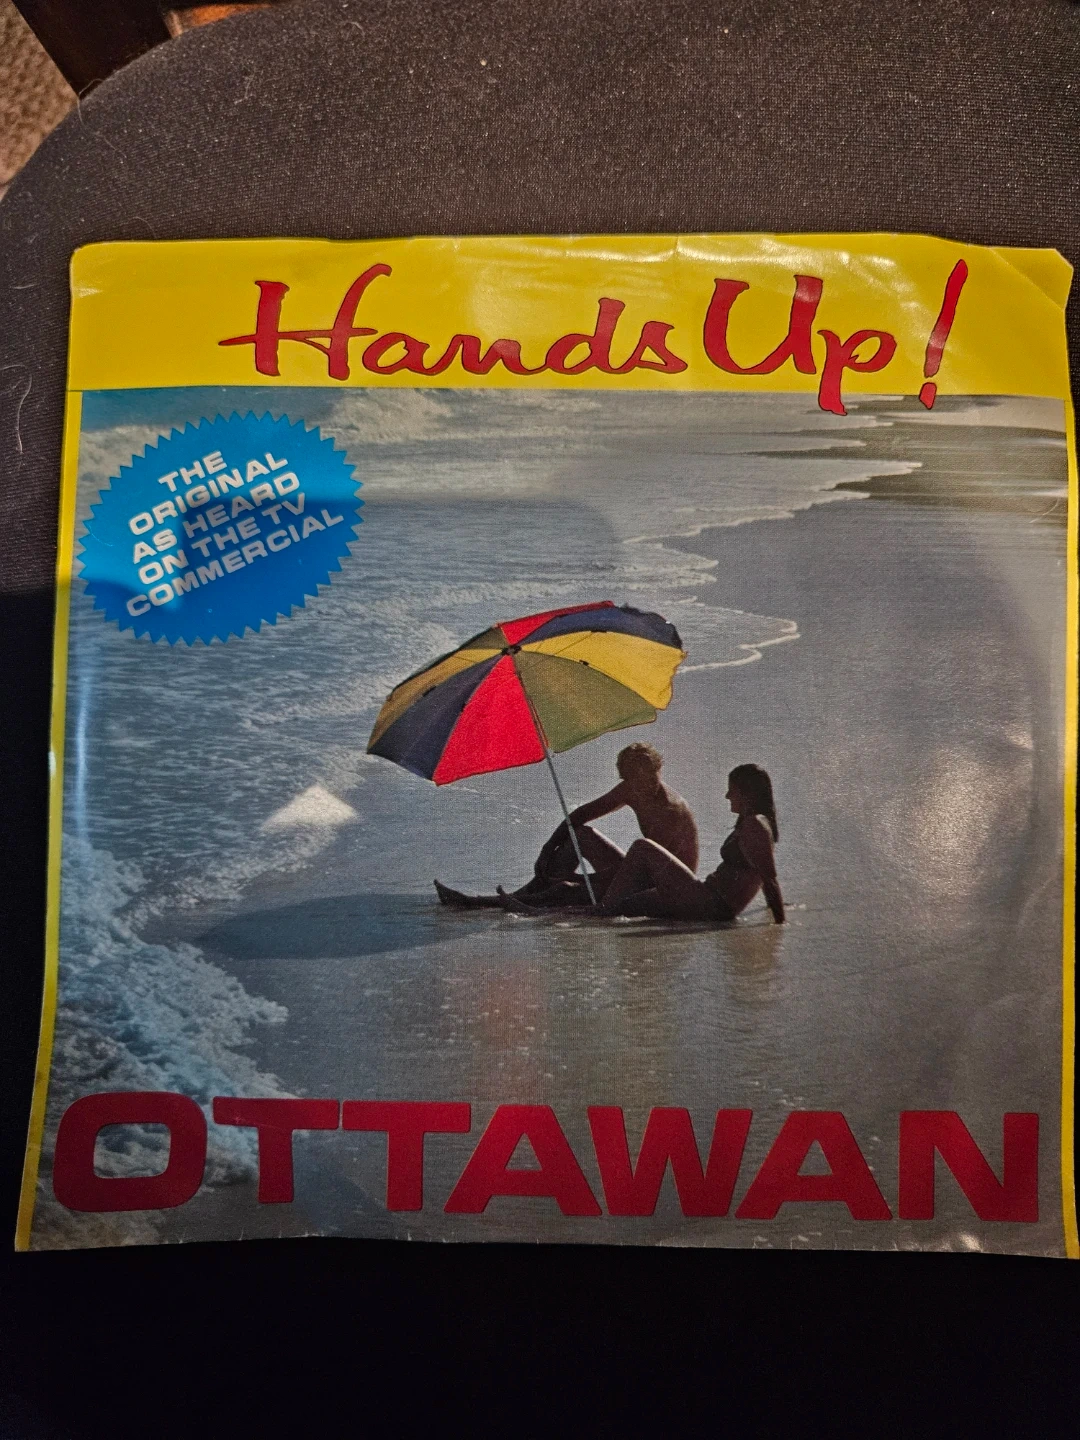 Hands Up!
THE
ORIGINAL
AS HEARD
ON THE TV
COMMERCIAL
OTTAWAN